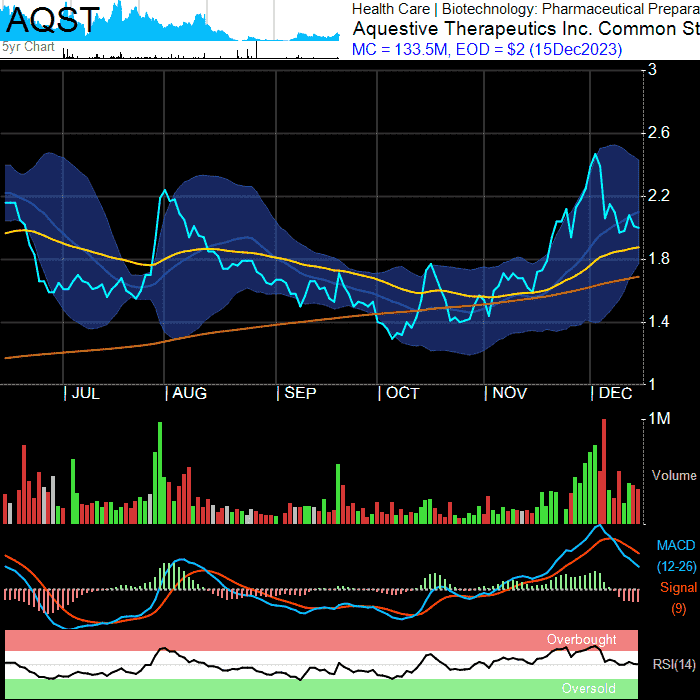 AQST
5yr Chart
Health Care | Biotechnology: Pharmaceutical Prepara
Aquestive Therapeutics Inc. Common St
MC = 133.5M, EOD = $2 (15Dec2023)
3
2.6
2.2
1.8
1.4
1
| JUL | AUG | SEP | OCT | NOV | DEC
1M
Volume
MACD
(12-26)
Signal
(9)
Overbought
RSI(14)
Oversold